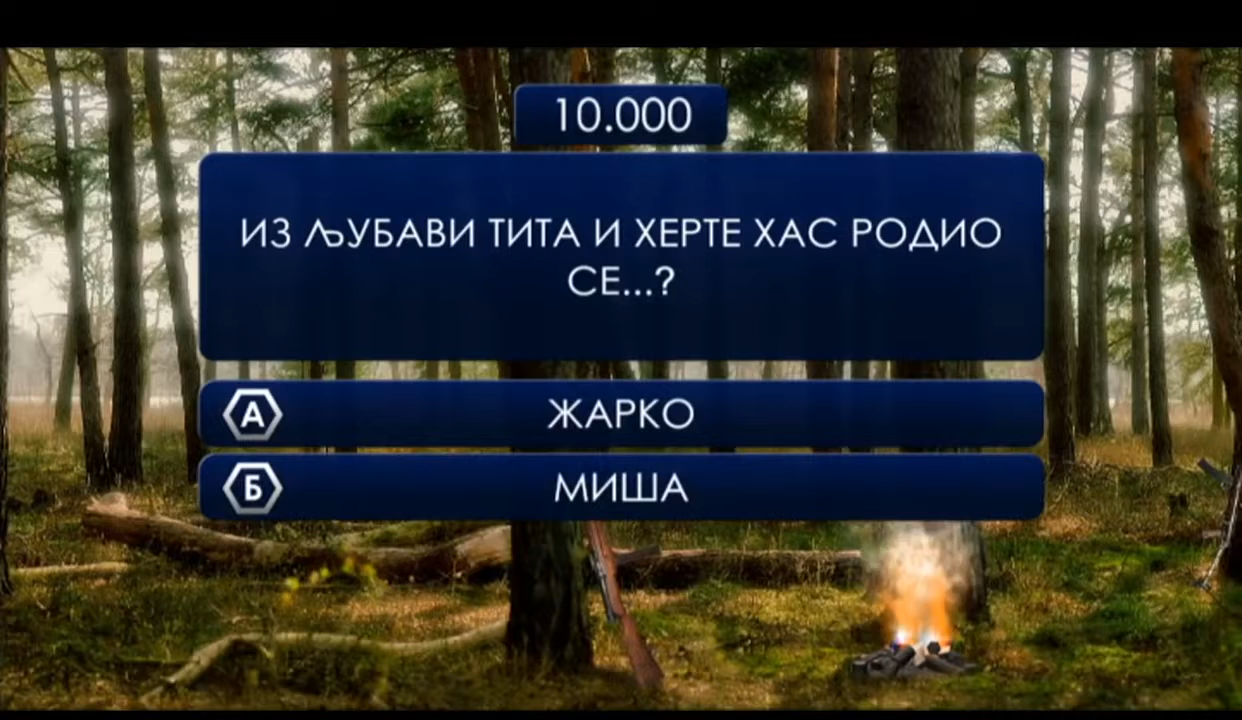 10.000
ИЗ ЉУБАВИ ТИТА И ХЕРТЕ ХАС РОДИО
СЕ...?
А ЖАРКО
Б МИША